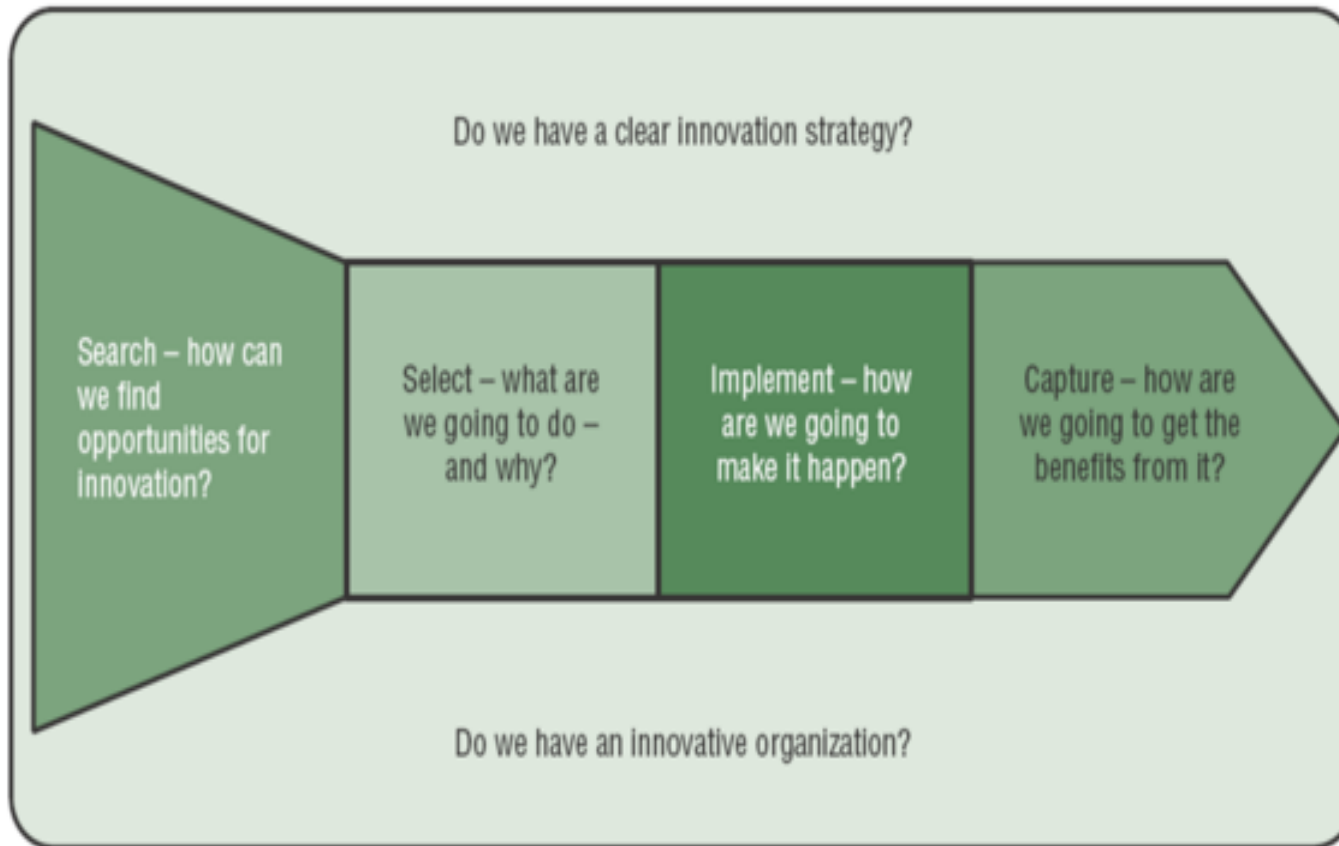 Do we have a clear innovation strategy?
Search – how can
we find
opportunities for
innovation?
Select – what are
we going to do –
and why?
Implement – how
are we going to
make it happen?
Capture – how are
we going to get the
benefits from it?
Do we have an innovative organization?